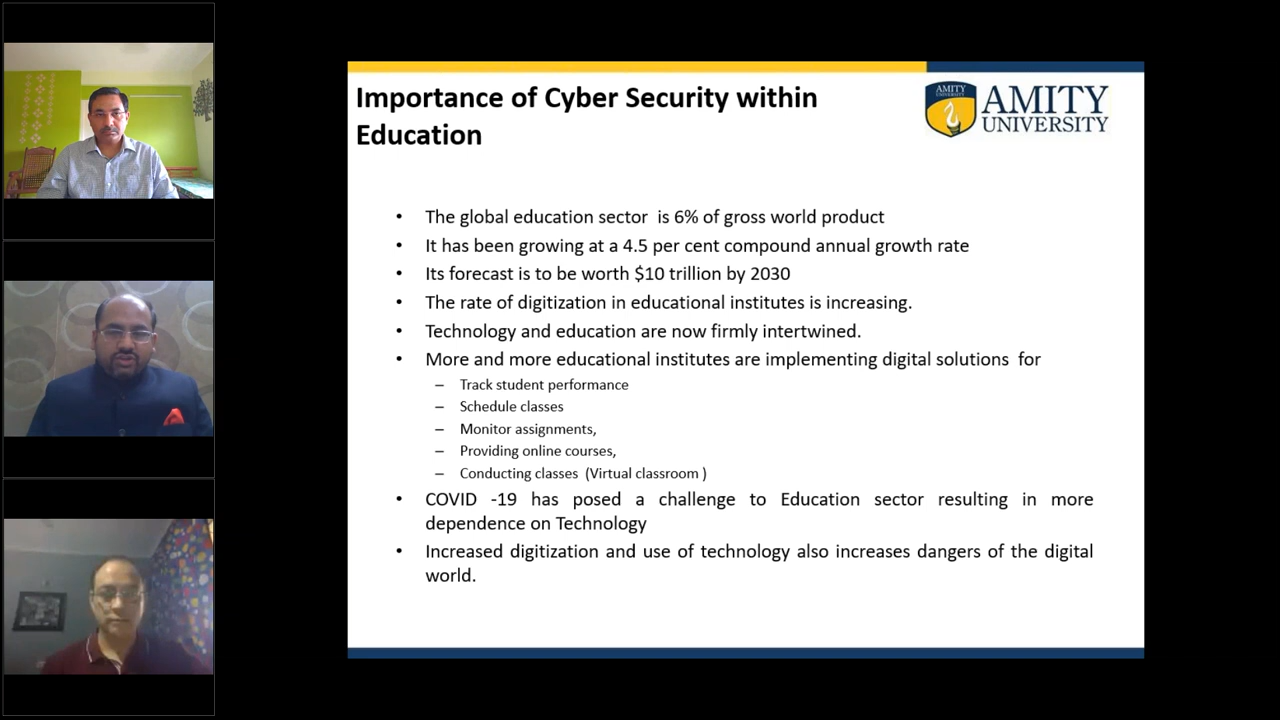 Importance of Cyber Security within
Education
AMITY
UNIVERSITY
AMITY
UNIVERSITY
• The global education sector is 6% of gross world product
• It has been growing at a 4.5 per cent compound annual growth rate
• Its forecast is to be worth $10 trillion by 2030
• The rate of digitization in educational institutes is increasing.
• Technology and education are now firmly intertwined.
• More and more educational institutes are implementing digital solutions for
– Track student performance
– Schedule classes
– Monitor assignments,
– Providing online courses,
– Conducting classes (Virtual classroom )
• COVID -19 has posed a challenge to Education sector resulting in more
dependence on Technology
• Increased digitization and use of technology also increases dangers of the digital
world.